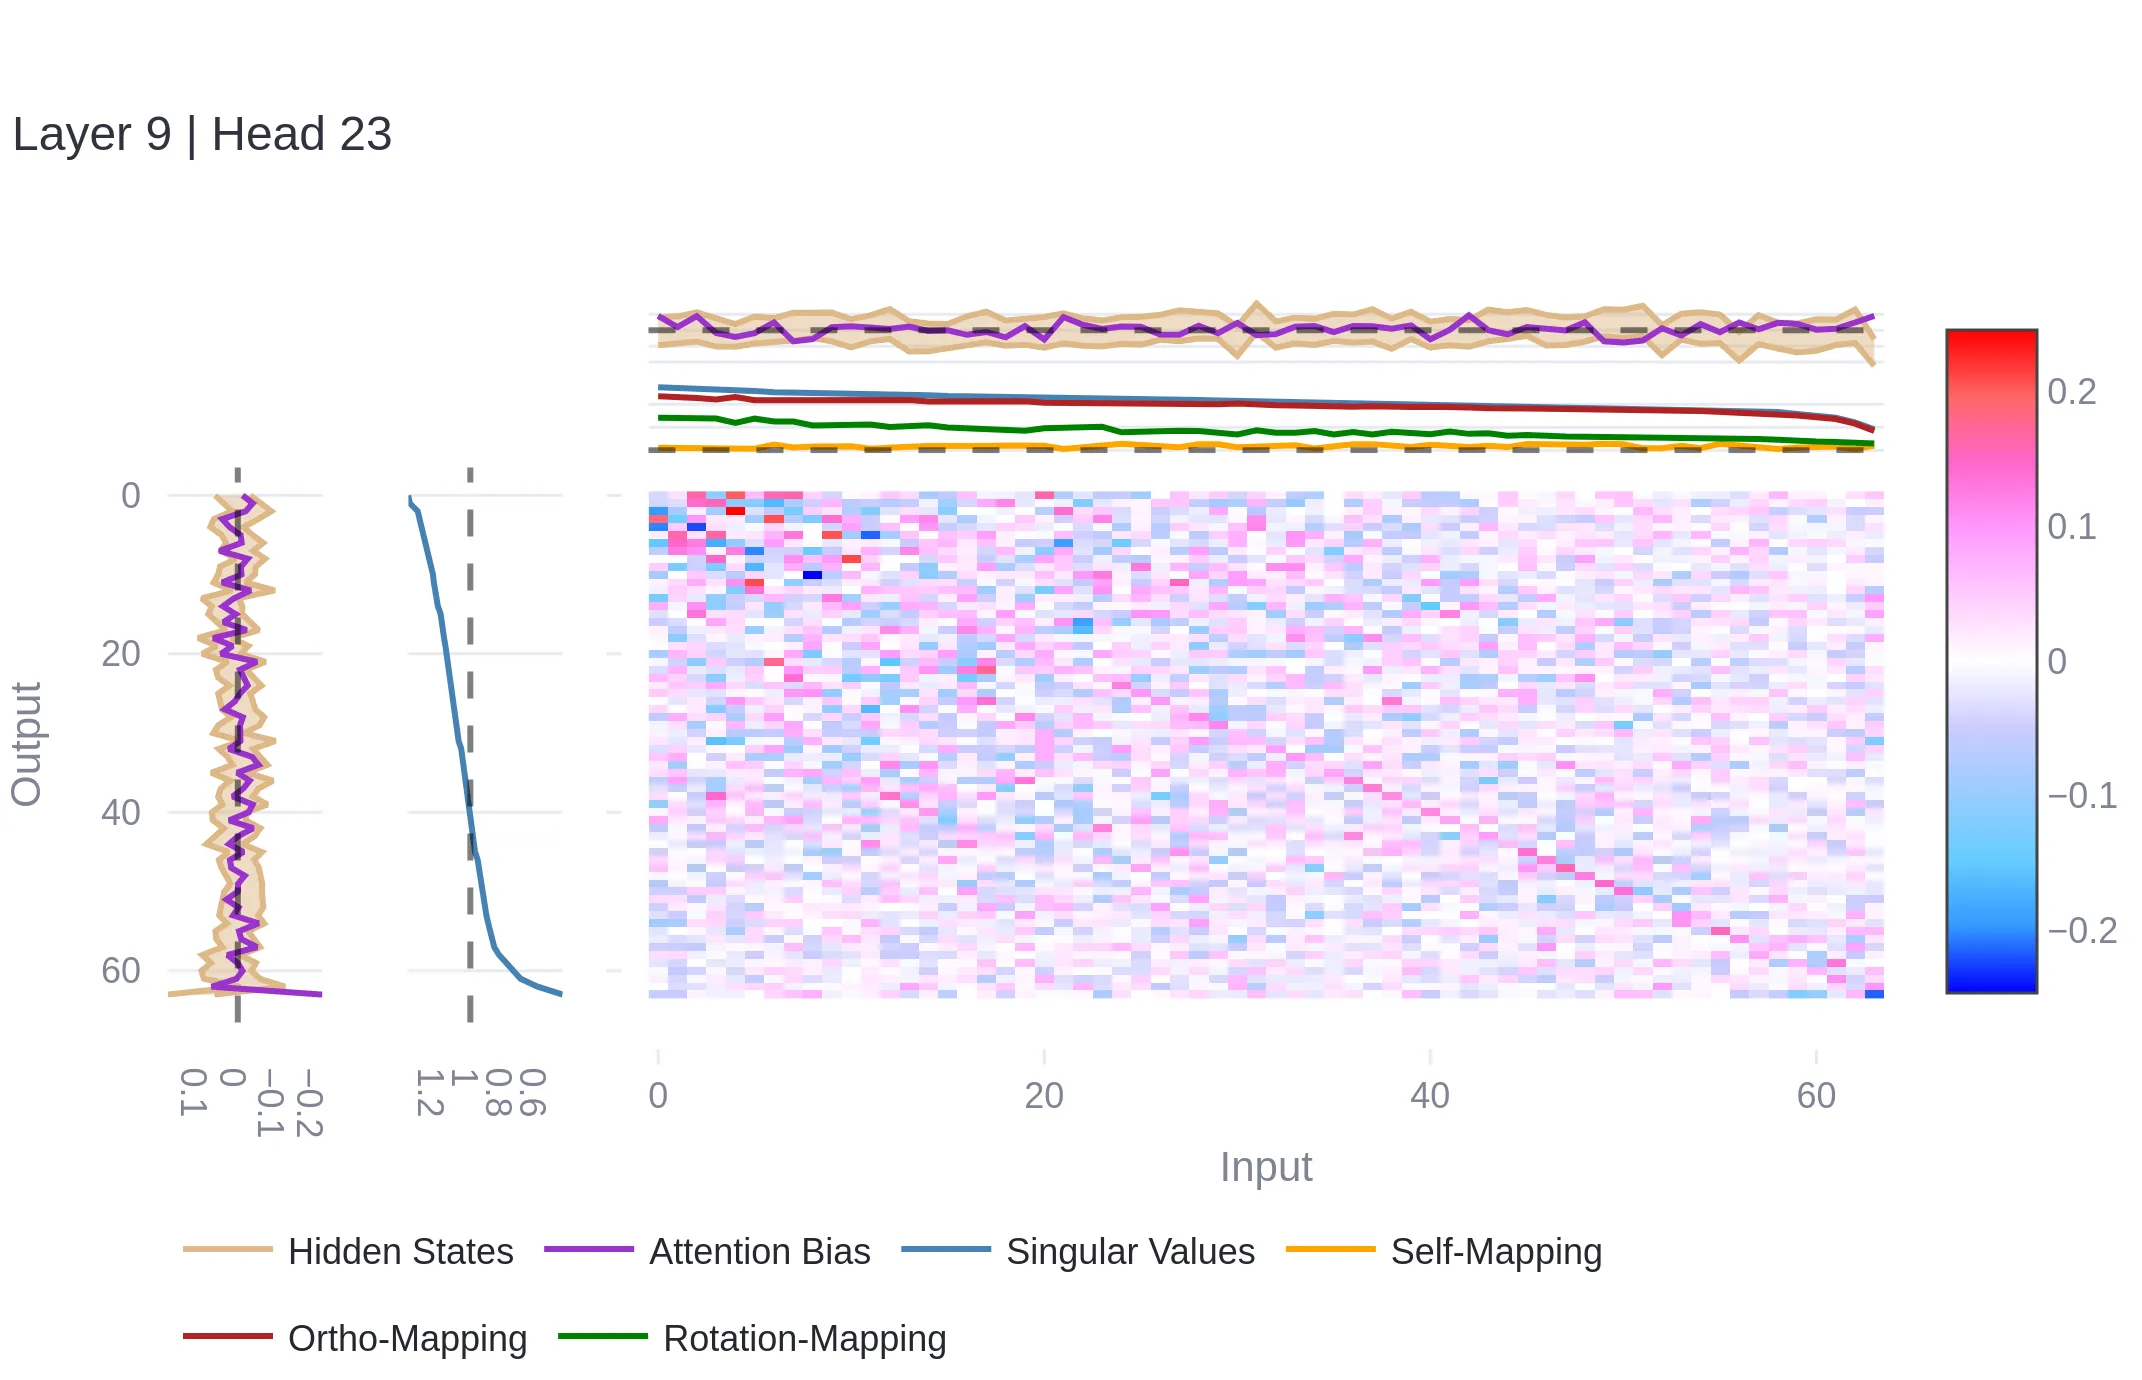 Layer 9 | Head 23
0.2
0.1
0
−0.1
−0.2
0
20
40
60
Output
0.1
0
−0.1
−0.2
1.2
1
0.8
0.6
0
20
40
60
Input
Hidden States
Attention Bias
Singular Values
Self-Mapping
Ortho-Mapping
Rotation-Mapping